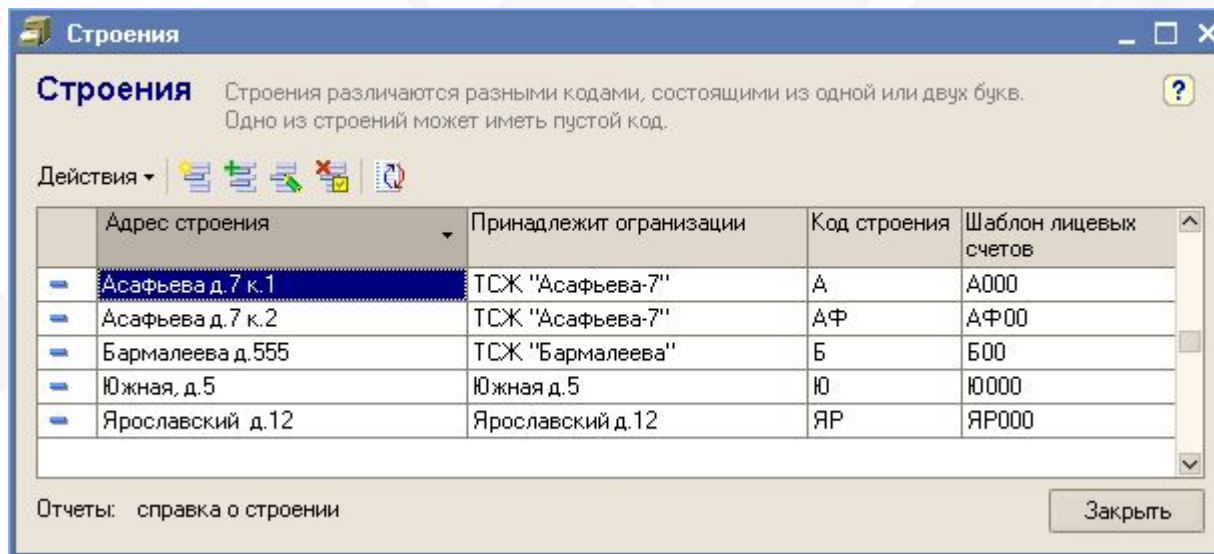 Строения
Строения
Строения различаются разными кодами, состоящими из одной или двух букв.
Одно из строений может иметь пустой код.
?
Действия
Адрес строения Принадлежит огранизации Код строения Шаблон лицевых
счетов
Асафьева д.7 к.1 ТСЖ "Асафьева-7" А А000
Асафьева д.7 к.2 ТСЖ "Асафьева-7" АФ АФ00
Бармалеева д.555 ТСЖ "Бармалеева" Б Б00
Южная, д.5 Южная д.5 Ю Ю000
Ярославский д.12 Ярославский д.12 ЯР ЯР000
Отчеты: справка о строении Закрыть